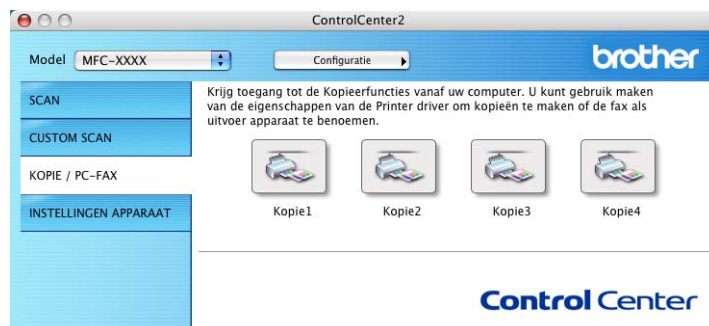 ControlCenter2
Model MFC-XXXX Configuratie brother
SCAN
CUSTOM SCAN
KOPIE / PC-FAX
INSTELLINGEN APPARAAT
Krijg toegang tot de Kopieerfuncties vanaf uw computer. U kunt gebruik maken
van de eigenschappen van de Printer driver om kopieën te maken of de fax als
uitvoer apparaat te benoemen.
Kopie1 Kopie2 Kopie3 Kopie4
Control Center